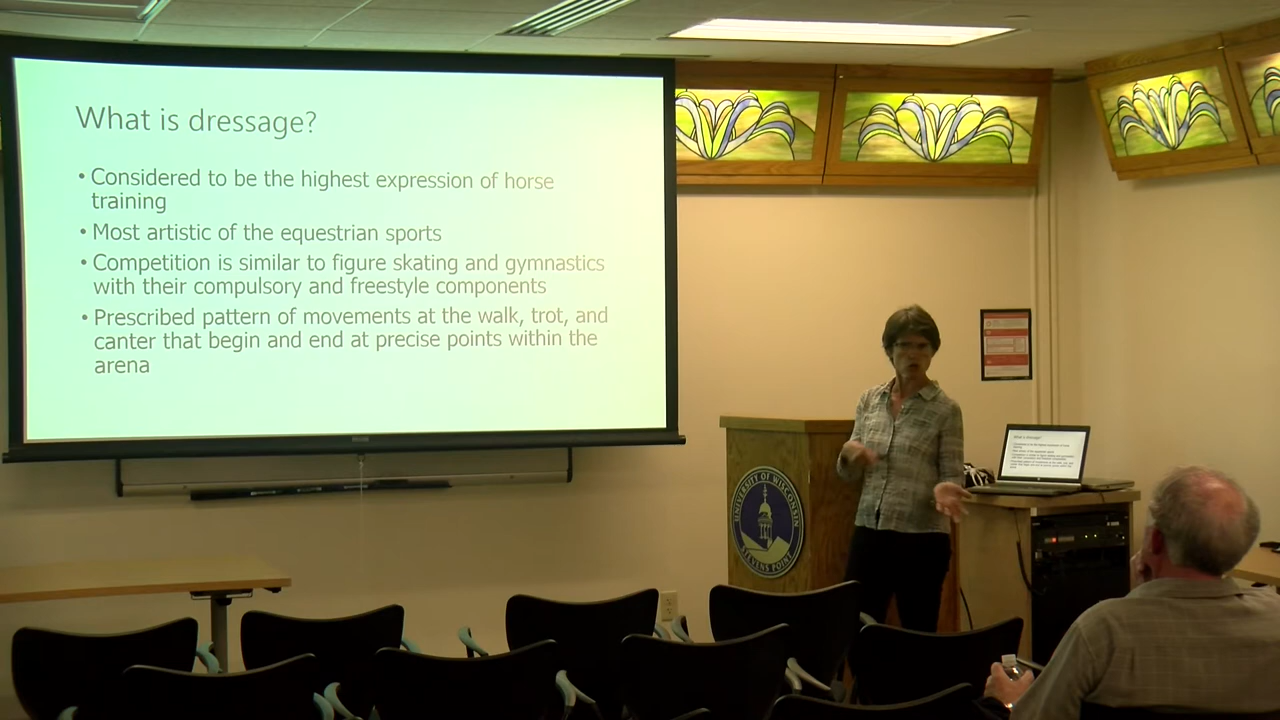 What is dressage?
• Considered to be the highest expression of horse
training
• Most artistic of the equestrian sports
• Competition is similar to figure skating and gymnastics
with their compulsory and freestyle components
• Prescribed pattern of movements at the walk, trot, and
canter that begin and end at precise points within the
arena
UNIVERSITY OF WISCONSIN
STEVENS POINT
What is dressage?